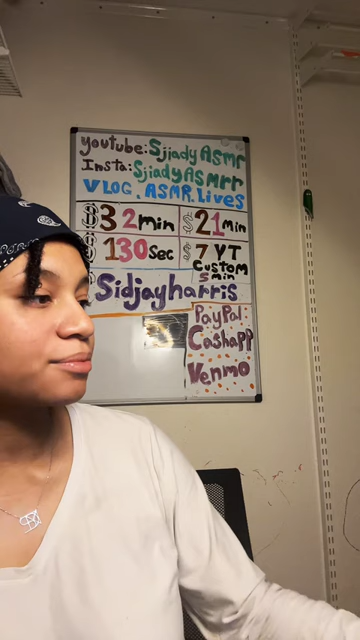 youtube: Sjiady Asmr
Insta: Sjiady Asmrr
VLOG. ASMR. Lives
$3 2min $2 1min
$1 30sec $7 YT
Custom
5min
Sidjayharris
PayPal:
Cashapp
Venmo